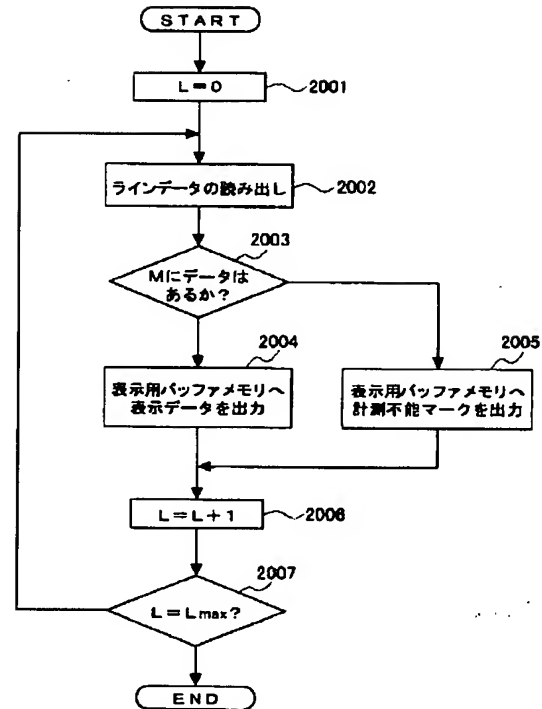 START
L=0
2001
ラインデータの読み出し
2002
2003
Mにデータは
あるか?
2004
表示用バッファメモリへ
表示データを出力
2005
表示用バッファメモリへ
計測不能マークを出力
L=L+1
2006
2007
L=Lmax?
END